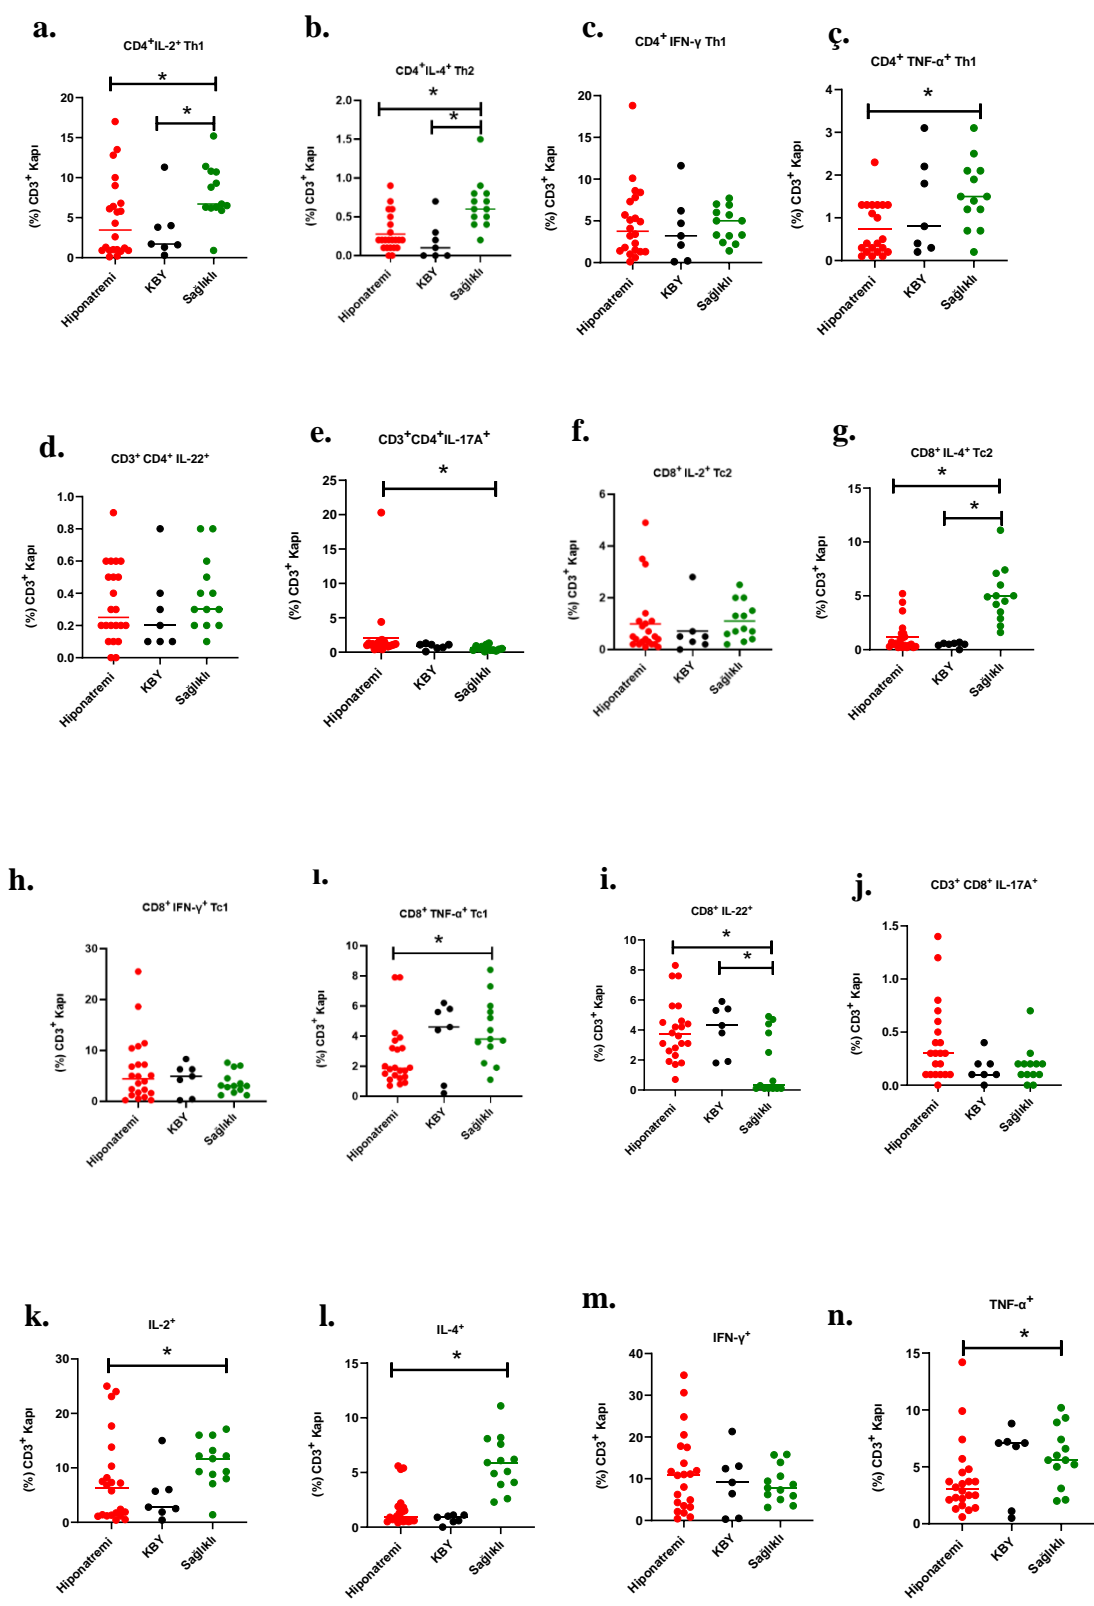 a.
CD4⁺IL-2⁺ Th1
*
*
(%) CD3⁺ Kapı
20
15
10
5
0
Hiponatremi
KBY
Sağlıklı
b.
CD4⁺IL-4⁺ Th2
*
*
(%) CD3⁺ Kapı
2.0
1.5
1.0
0.5
0.0
Hiponatremi
KBY
Sağlıklı
c.
CD4⁺ IFN-γ Th1
(%) CD3⁺ Kapı
20
15
10
5
0
Hiponatremi
KBY
Sağlıklı
ç.
CD4⁺ TNF-α⁺ Th1
*
(%) CD3⁺ Kapı
4
3
2
1
0
Hiponatremi
KBY
Sağlıklı
d.
CD3⁺ CD4⁺ IL-22⁺
(%) CD3⁺ Kapı
1.0
0.8
0.6
0.4
0.2
0.0
Hiponatremi
KBY
Sağlıklı
e.
CD3⁺CD4⁺IL-17A⁺
*
(%) CD3⁺ Kapı
25
20
15
10
5
0
Hiponatremi
KBY
Sağlıklı
f.
CD8⁺ IL-2⁺ Tc2
(%) CD3⁺ Kapı
6
4
2
0
Hiponatremi
KBY
Sağlıklı
g.
CD8⁺ IL-4⁺ Tc2
*
*
(%) CD3⁺ Kapı
15
10
5
0
Hiponatremi
KBY
Sağlıklı
h.
CD8⁺ IFN-γ⁺ Tc1
(%) CD3⁺ Kapı
30
20
10
0
Hiponatremi
KBY
Sağlıklı
ı.
CD8⁺ TNF-α⁺ Tc1
*
(%) CD3⁺ Kapı
10
8
6
4
2
0
Hiponatremi
KBY
Sağlıklı
i.
CD8⁺ IL-22⁺
*
*
(%) CD3⁺ Kapı
10
8
6
4
2
0
Hiponatremi
KBY
Sağlıklı
j.
CD3⁺ CD8⁺ IL-17A⁺
(%) CD3⁺ Kapı
1.5
1.0
0.5
0.0
Hiponatremi
KBY
Sağlıklı
k.
IL-2⁺
*
(%) CD3⁺ Kapı
30
20
10
0
Hiponatremi
KBY
Sağlıklı
l.
IL-4⁺
*
(%) CD3⁺ Kapı
15
10
5
0
Hiponatremi
KBY
Sağlıklı
m.
IFN-γ⁺
(%) CD3⁺ Kapı
40
30
20
10
0
Hiponatremi
KBY
Sağlıklı
n.
TNF-α⁺
*
(%) CD3⁺ Kapı
15
10
5
0
Hiponatremi
KBY
Sağlıklı